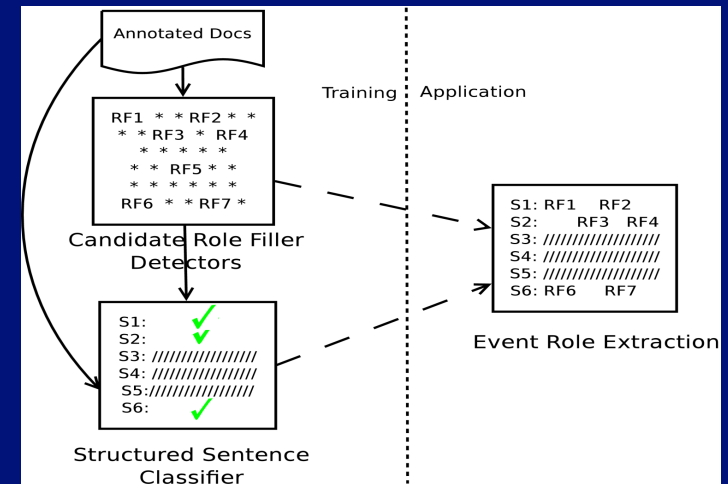 Annotated Docs
Training
Application
RF1 * * RF2 * *
* * RF3 * RF4
* * * * *
* * RF5 * *
* * * * * *
RF6 * * RF7 *
Candidate Role Filler
Detectors
S1:
S2:
S3: //////////////////
S4: //////////////////
S5://////////////////
S6:
Structured Sentence
Classifier
S1: RF1 RF2
S2: RF3 RF4
S3: ////////////////////
S4: ////////////////////
S5: ////////////////////
S6: RF6 RF7
Event Role Extraction